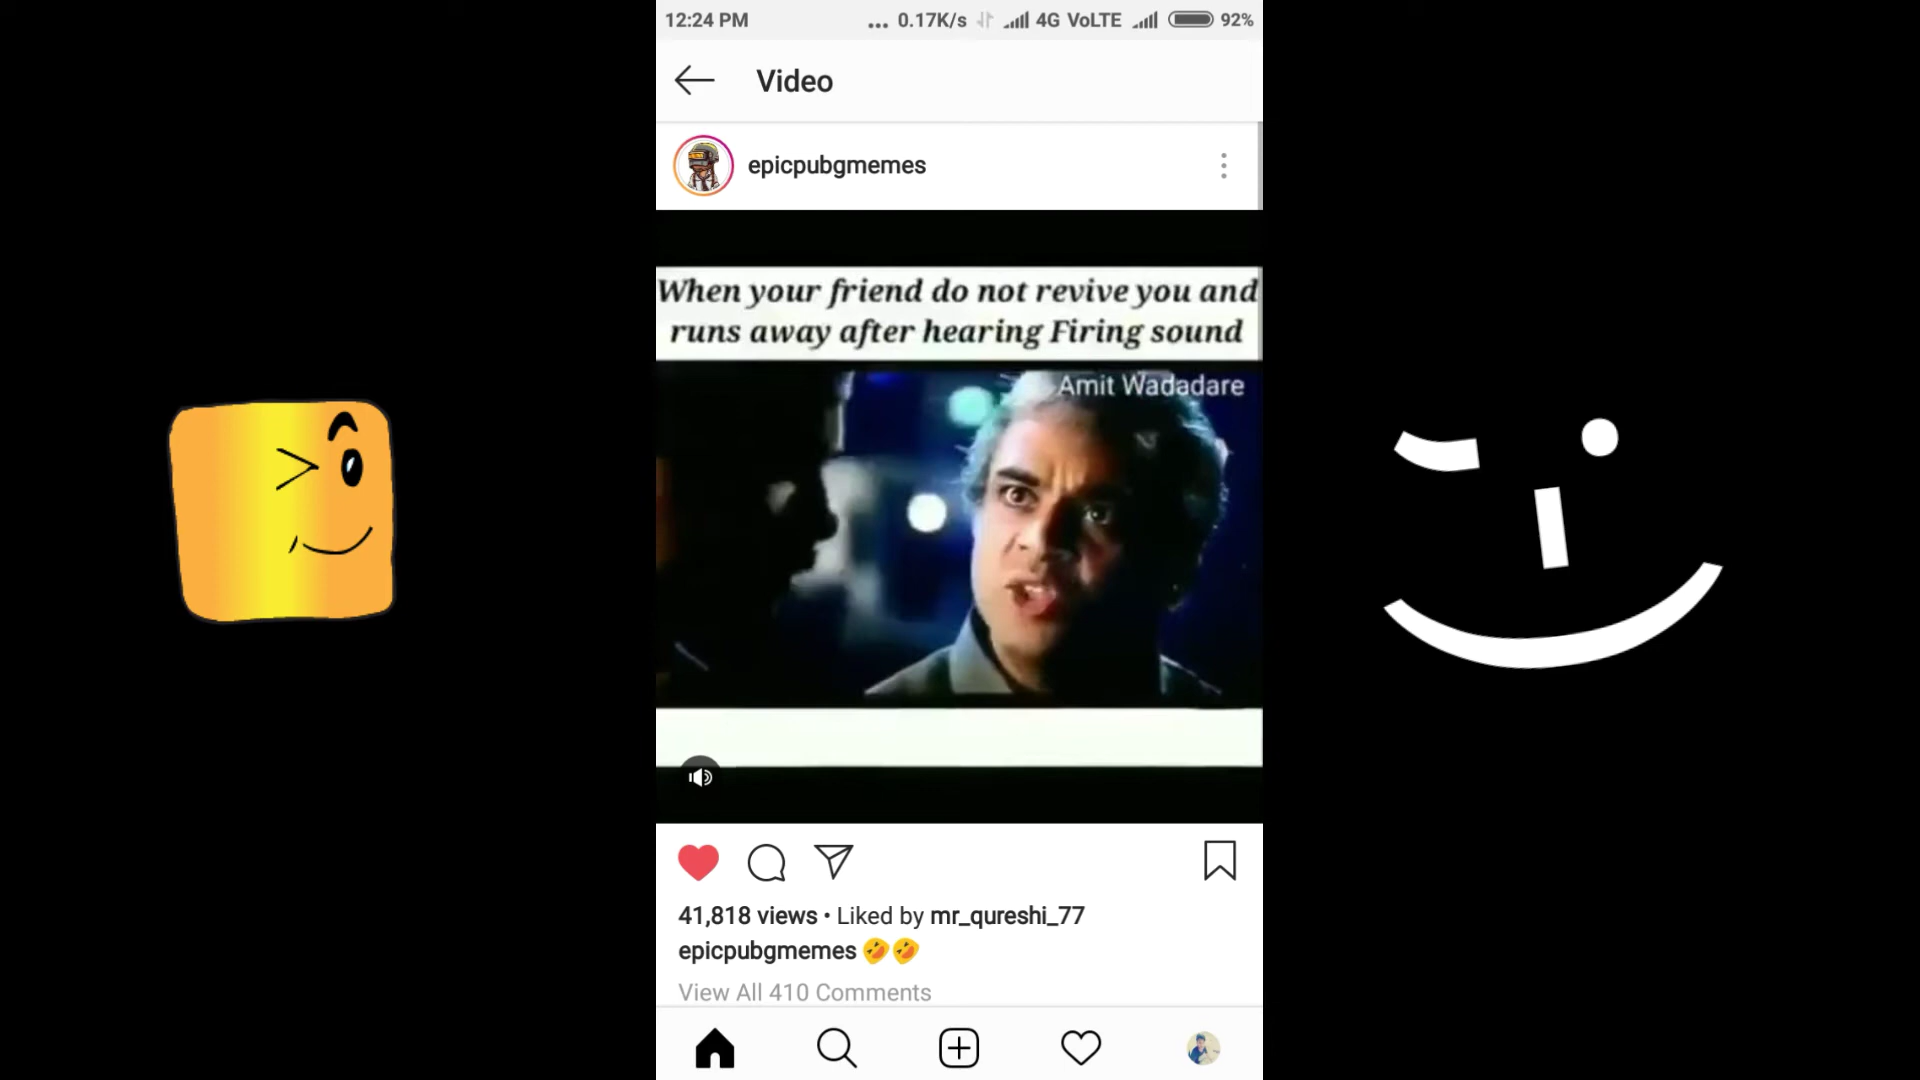 12:24 PM
... 0.17K/s 4G VoLTE 92%
Video
epicpubgmemes
When your friend do not revive you and
runs away after hearing Firing sound
Amit Wadadare
41,818 views • Liked by mr_qureshi_77
epicpubgmemes 🤣🤣
View All 410 Comments